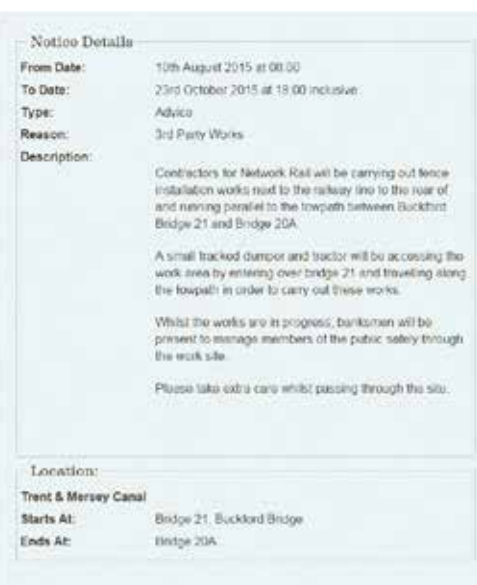 Notice Details
From Date: 10th August 2015 at 08:00
To Date: 23rd October 2015 at 18:00 inclusive
Type: Advice
Reason: 3rd Party Works
Description:
Contractors for Network Rail will be carrying out fence
installation works next to the railway line to the rear of
and running parallel to the towpath between Buckford
Bridge 21 and Bridge 20A.
A small tracked dumper and tractor will be accessing the
work area by entering over bridge 21 and travelling along
the towpath in order to carry out these works.
Whilst the works are in progress, banksmen will be
present to manage members of the public safely through
the work site.
Please take extra care whilst passing through the site.
Location:
Trent & Mersey Canal
Starts At: Bridge 21, Buckford Bridge
Ends At: Bridge 20A